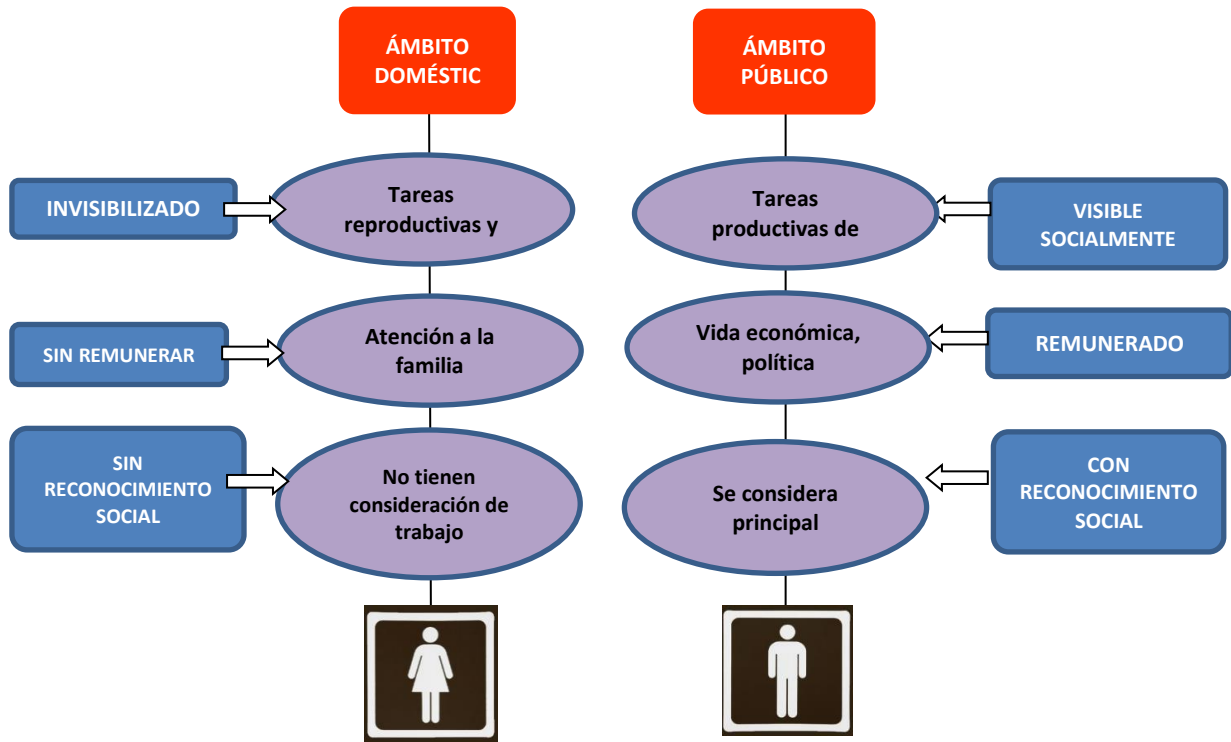 ÁMBITO
DOMÉSTIC
ÁMBITO
PÚBLICO
INVISIBILIZADO
Tareas
reproductivas y
Tareas
productivas de
VISIBLE
SOCIALMENTE
SIN REMUNERAR
Atención a la
familia
Vida económica,
política
REMUNERADO
SIN
RECONOCIMIENTO
SOCIAL
No tienen
consideración de
trabajo
Se considera
principal
CON
RECONOCIMIENTO
SOCIAL